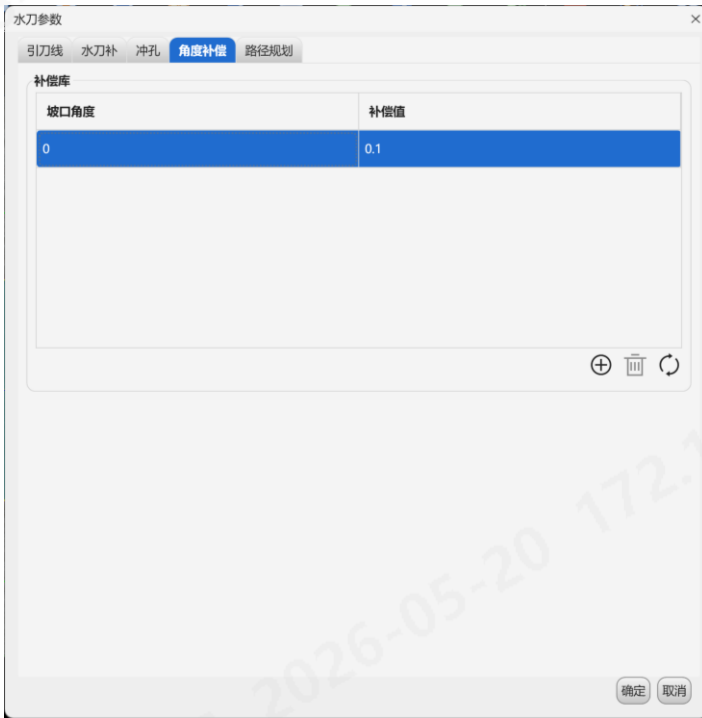 水刀参数
引刀线 水刀补 冲孔 角度补偿 路径规划
补偿库
坡口角度 补偿值
0 0.1
2026-05-20 172.1
确定 取消